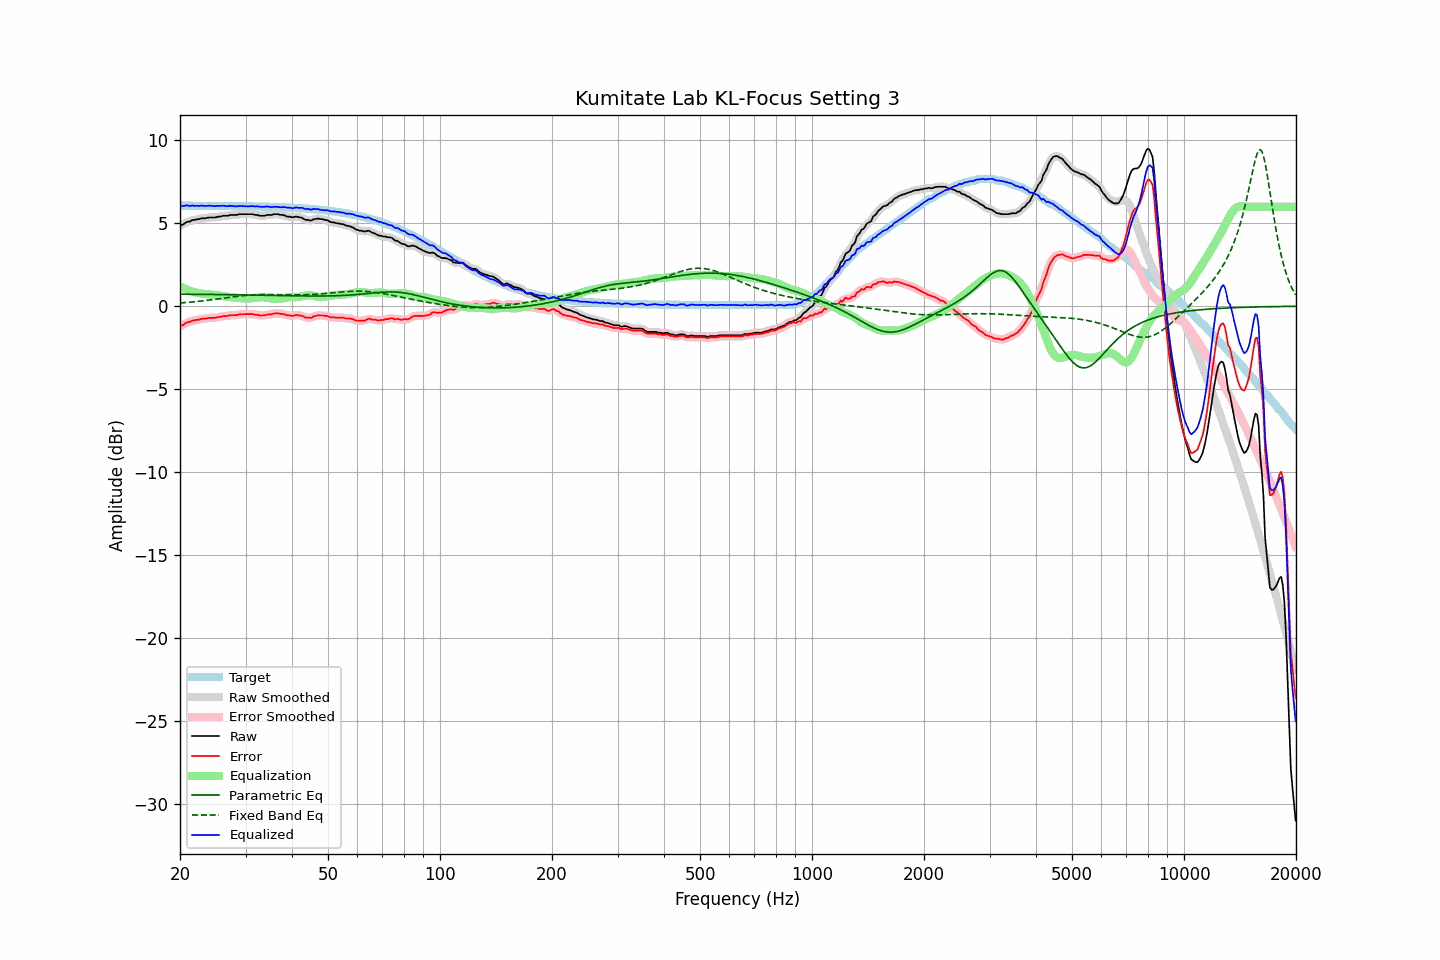 Kumitate Lab KL-Focus Setting 3
Amplitude (dBr)
10
5
0
−5
−10
−15
−20
−25
−30
Target
Raw Smoothed
Error Smoothed
Raw
Error
Equalization
Parametric Eq
Fixed Band Eq
Equalized
20 50 100 200 500 1000 2000 5000 10000 20000
Frequency (Hz)